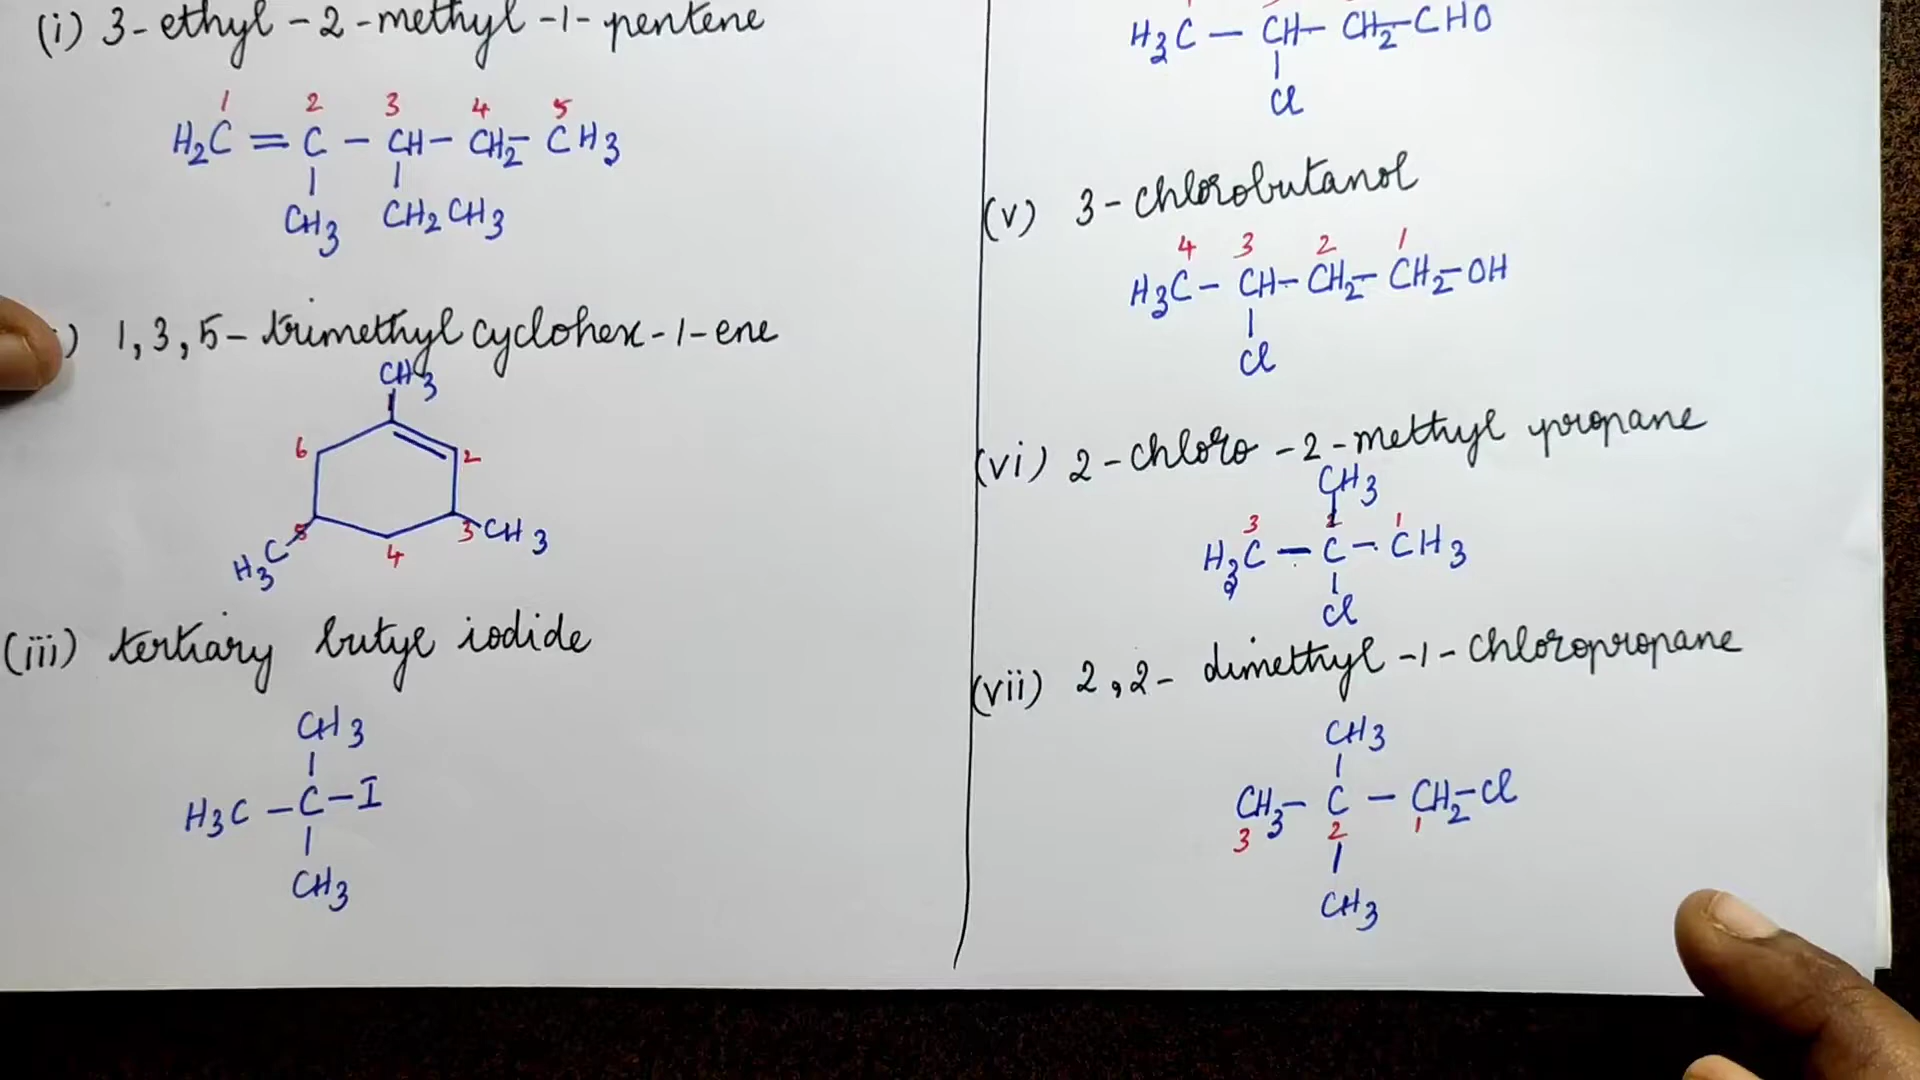 (i) 3-ethyl-2-methyl-1-pentene
1 2 3 4 5
H2C = C - CH - CH2 - CH3
CH3 CH2CH3
) 1,3,5-trimethylcyclohex-1-ene
CH3
6 2
5 3 CH3
H3C 4
(iii) tertiary butyl iodide
CH3
H3C - C - I
CH3
H3C - CH - CH2 - CHO
Cl
(v) 3-chlorobutanol
4 3 2 1
H3C - CH - CH2 - CH2 - OH
Cl
(vi) 2-chloro-2-methyl propane
CH3
3 2 1
H3C - C - CH3
Cl
(vii) 2,2-dimethyl-1-chloropropane
CH3
CH3 - C - CH2 - Cl
3 2 1
CH3